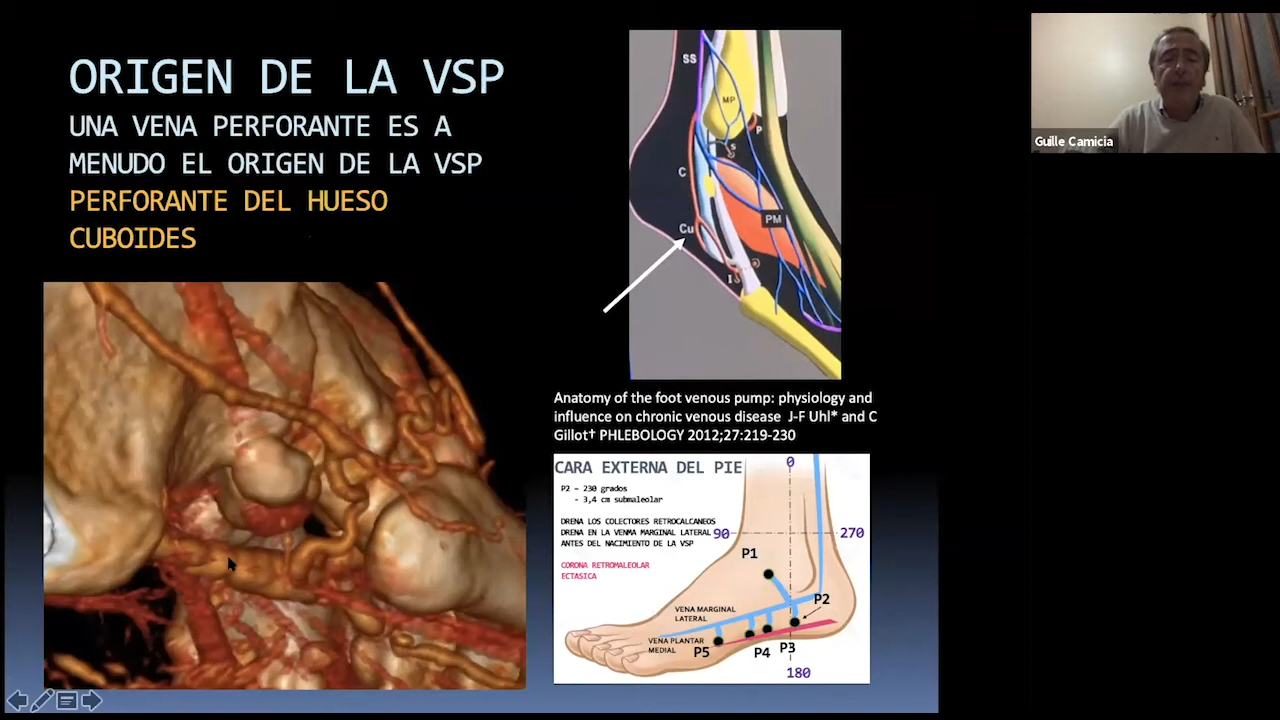 ORIGEN DE LA VSP
UNA VENA PERFORANTE ES A
MENUDO EL ORIGEN DE LA VSP
PERFORANTE DEL HUESO
CUBOIDES
SS
MP
P
S
C
PM
Cu
I
Guille Camicia
Anatomy of the foot venous pump: physiology and
influence on chronic venous disease J-F Uhl* and C
Gillot† PHLEBOLOGY 2012;27:219-230
CARA EXTERNA DEL PIE
0
P2 – 230 grados
- 3,4 cm submaleolar
DRENA LOS COLECTORES RETROCALCANEOS
DRENA EN LA VENMA MARGINAL LATERAL
ANTES DEL NACIMIENTO DE LA VSP
90
270
CORONA RETROMALEOLAR
ECTASICA
P1
P2
VENA MARGINAL
LATERAL
VENA PLANTAR
MEDIAL
P5
P4
P3
180